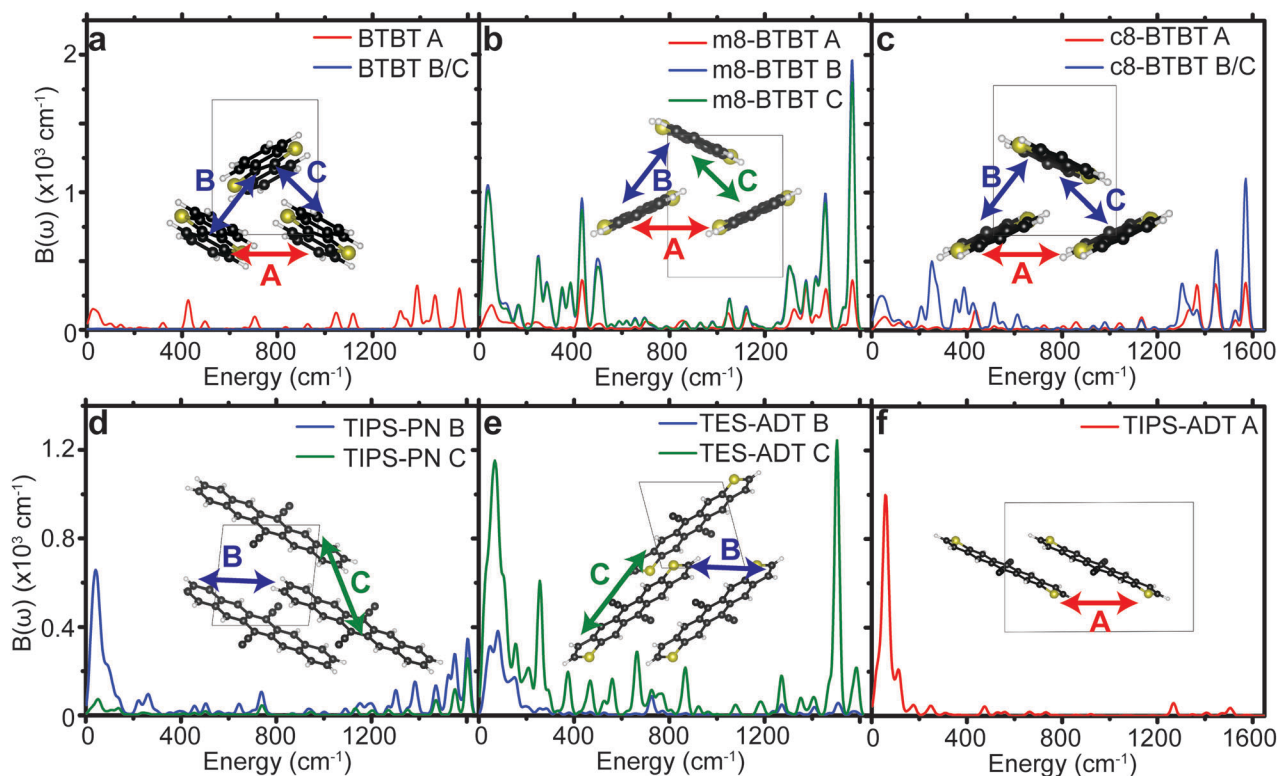 a
BTBT A
BTBT B/C
B
C
A
b
m8-BTBT A
m8-BTBT B
m8-BTBT C
B
C
A
c
c8-BTBT A
c8-BTBT B/C
B
C
A
B(ω) (x10³ cm⁻¹)
2
1
0
0 400 800 1200
0 400 800 1200
0 400 800 1200 1600
Energy (cm⁻¹)
Energy (cm⁻¹)
Energy (cm⁻¹)
d
TIPS-PN B
TIPS-PN C
B
C
e
TES-ADT B
TES-ADT C
C
B
f
TIPS-ADT A
A
B(ω) (x10³ cm⁻¹)
1.2
0.8
0.4
0
0 400 800 1200
0 400 800 1200
0 400 800 1200 1600
Energy (cm⁻¹)
Energy (cm⁻¹)
Energy (cm⁻¹)